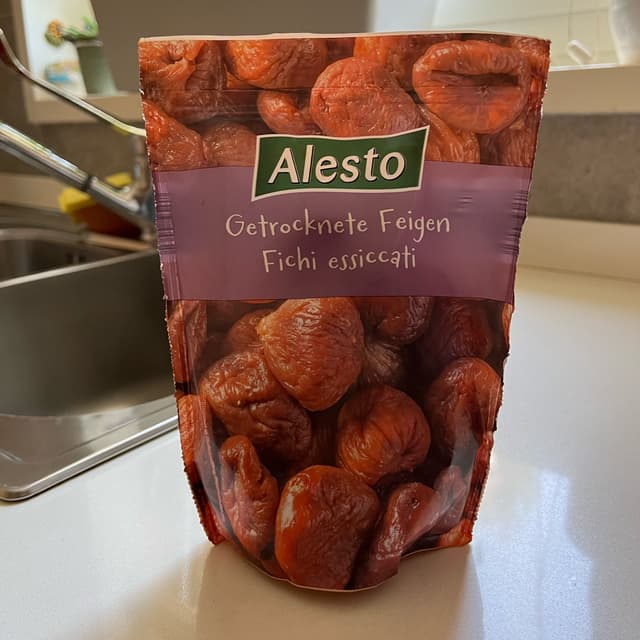 Alesto
Getrocknete Feigen
Fichi essiccati